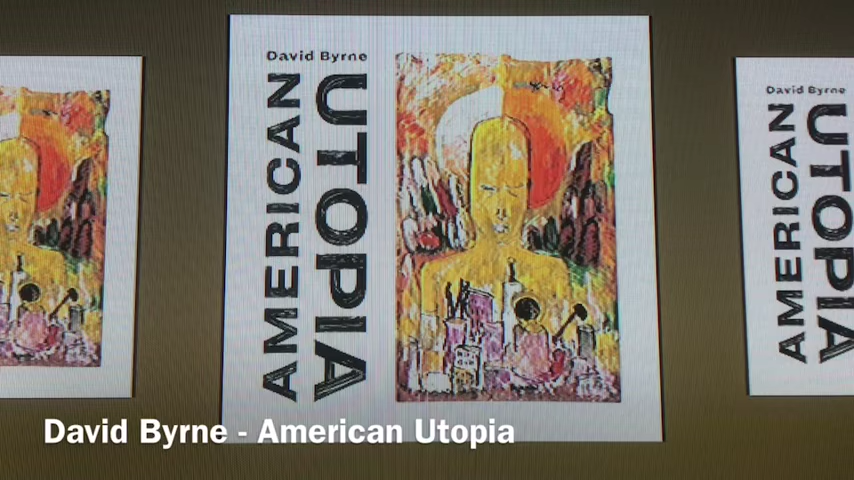 David Byrne
AMERICAN
UTOPIA
David Byrne
AMERICAN
UTOPIA
David Byrne - American Utopia